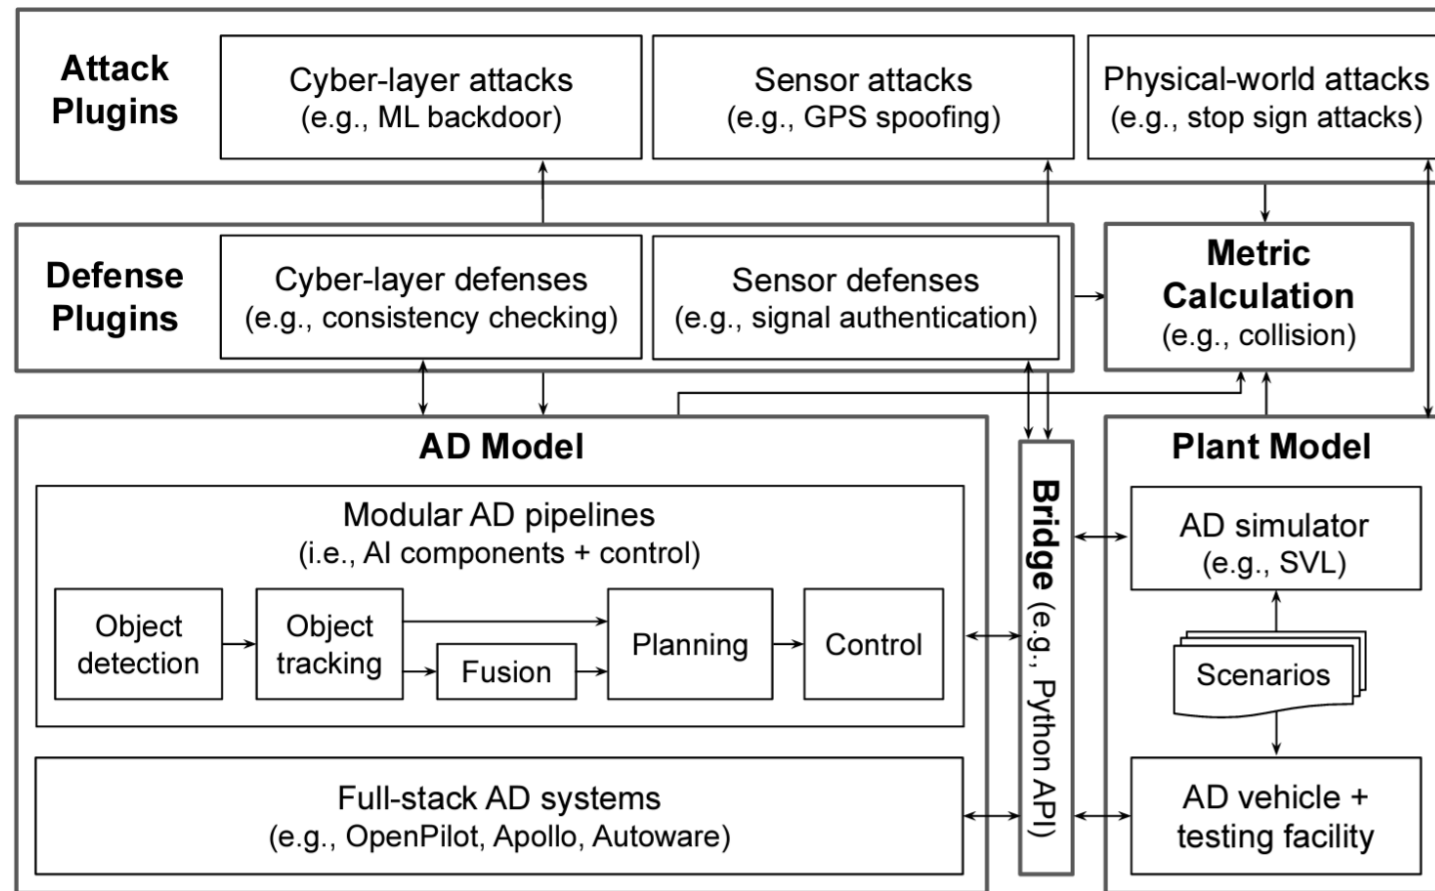 Attack
Plugins
Cyber-layer attacks
(e.g., ML backdoor)
Sensor attacks
(e.g., GPS spoofing)
Physical-world attacks
(e.g., stop sign attacks)
Defense
Plugins
Cyber-layer defenses
(e.g., consistency checking)
Sensor defenses
(e.g., signal authentication)
Metric
Calculation
(e.g., collision)
AD Model
Modular AD pipelines
(i.e., AI components + control)
Object
detection
Object
tracking
Fusion
Planning
Control
Full-stack AD systems
(e.g., OpenPilot, Apollo, Autoware)
Bridge (e.g., Python API)
Plant Model
AD simulator
(e.g., SVL)
Scenarios
AD vehicle +
testing facility